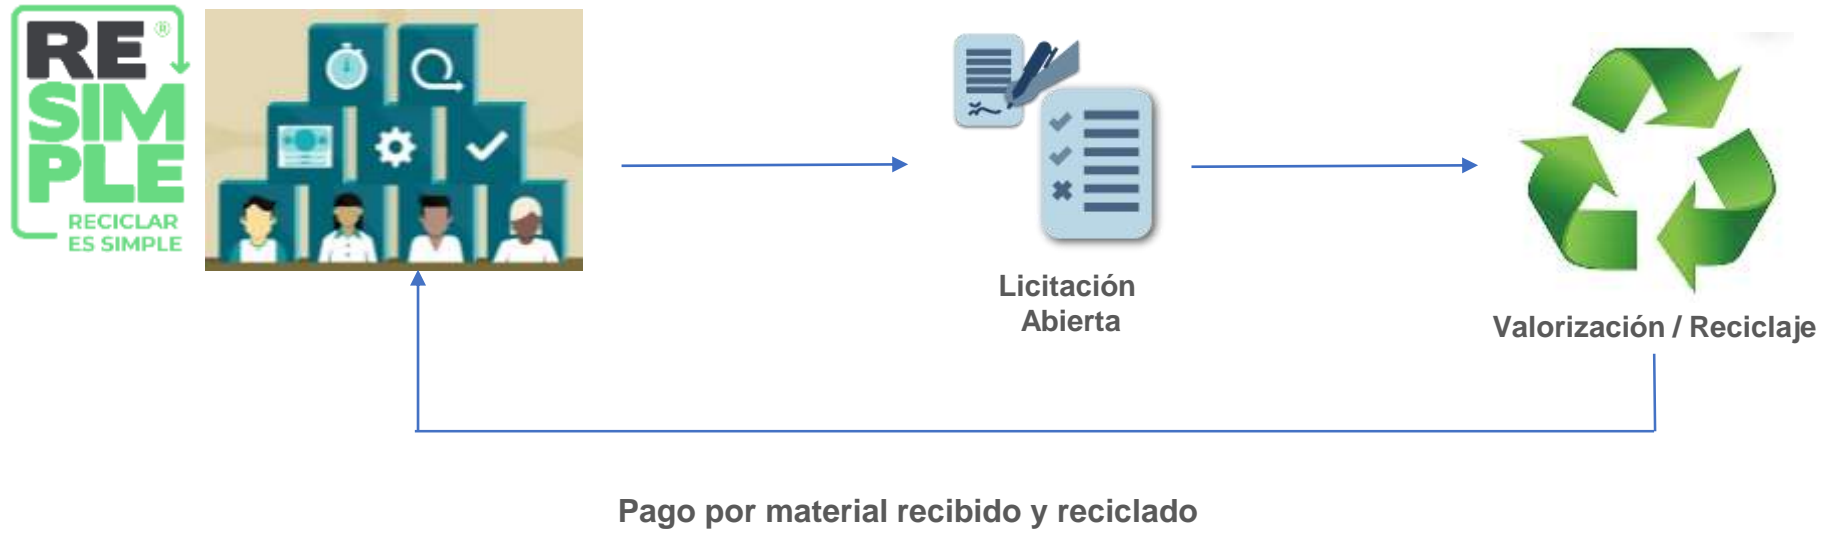 RE®
SIM
PLE
RECICLAR
ES SIMPLE
Licitación
Abierta
Valorización / Reciclaje
Pago por material recibido y reciclado